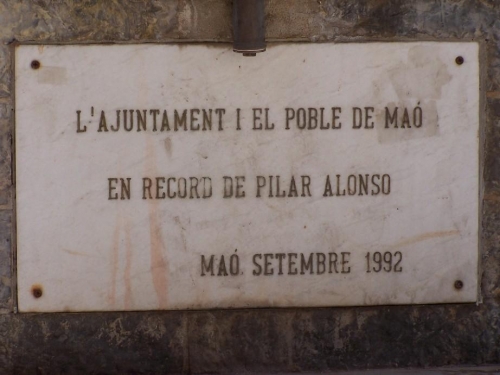 L'AJUNTAMENT I EL POBLE DE MAÓ
EN RECORD DE PILAR ALONSO
MAÓ SETEMBRE 1992